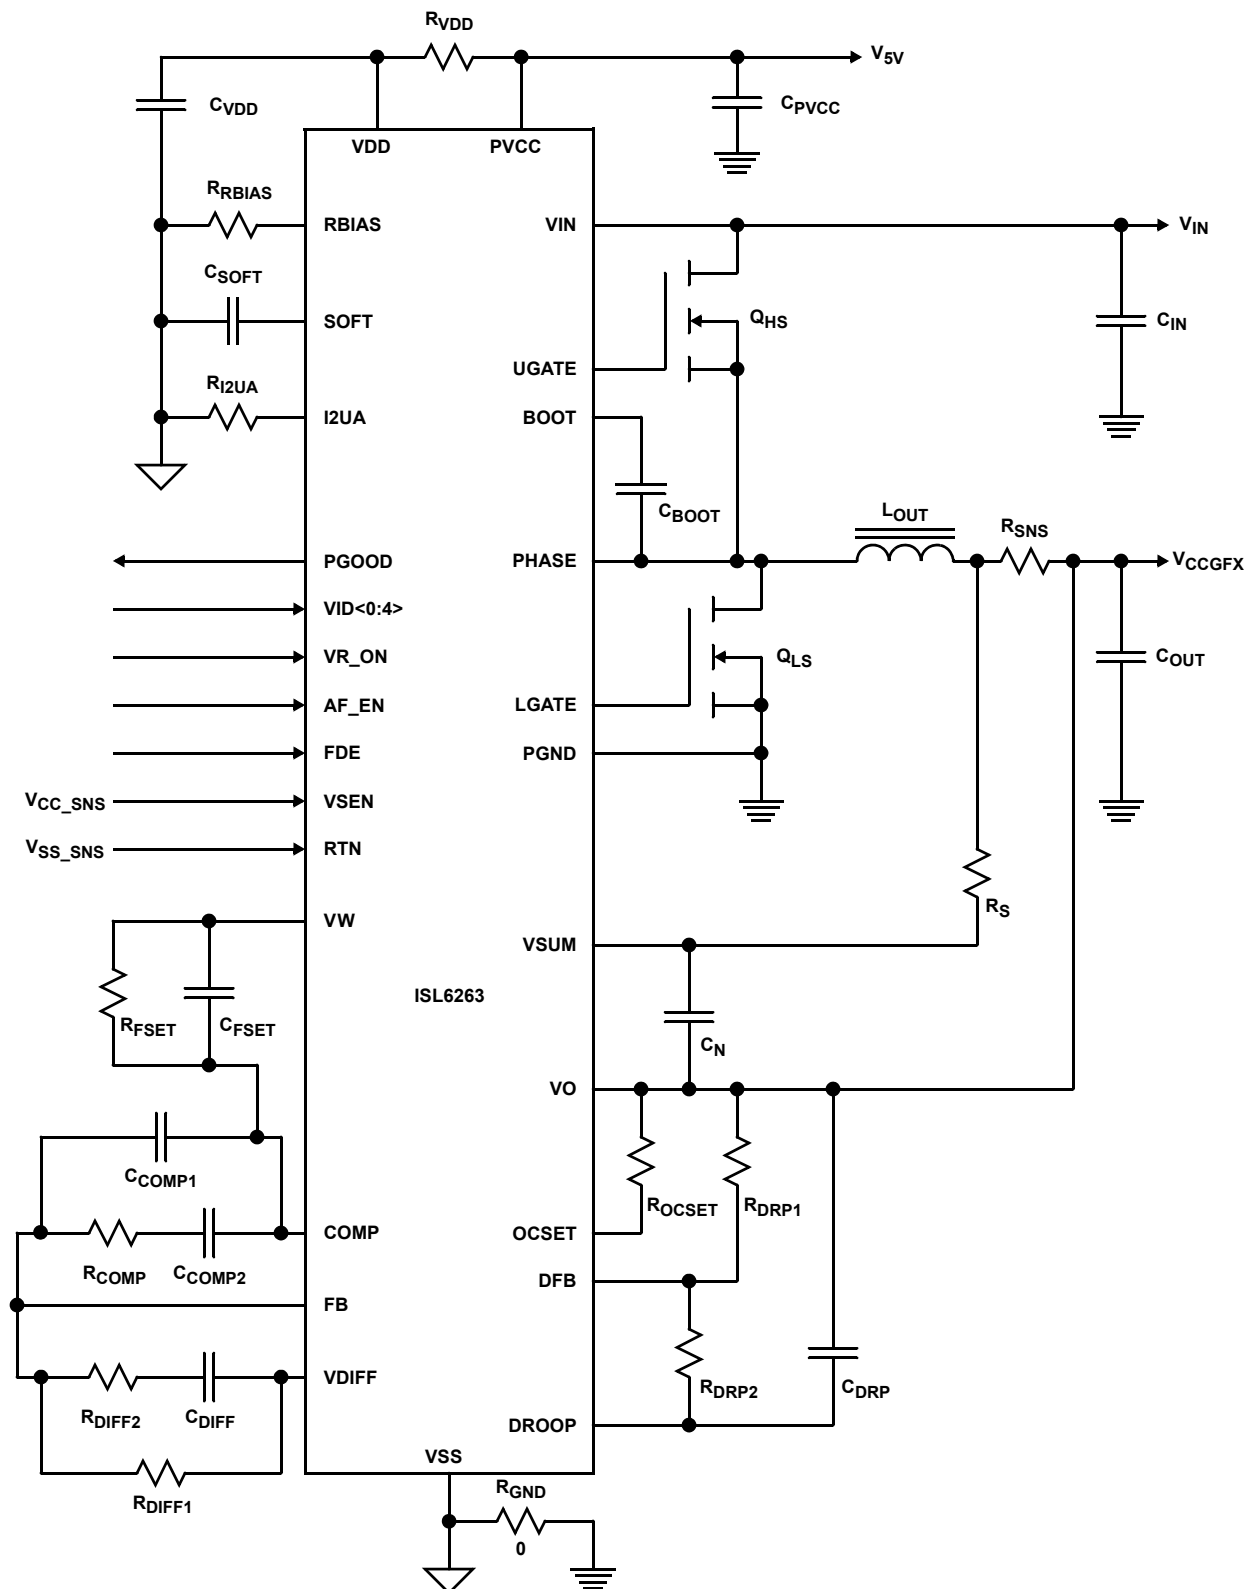 RVDD
V5V
CVDD
CPVCC
VDD
PVCC
RRBIAS
RBIAS
VIN
VIN
CSOFT
SOFT
QHS
CIN
UGATE
RI2UA
I2UA
BOOT
CBOOT
LOUT
RSNS
PGOOD
PHASE
VCCGFX
VID<0:4>
VR_ON
QLS
COUT
AF_EN
LGATE
FDE
PGND
VCC_SNS
VSEN
VSS_SNS
RTN
RS
VW
VSUM
ISL6263
RFSET
CFSET
CN
VO
CCOMP1
ROCSET
RDRP1
COMP
OCSET
RCOMP
CCOMP2
DFB
FB
VDIFF
RDRP2
CDRP
RDIFF2
CDIFF
DROOP
VSS
RDIFF1
RGND
0